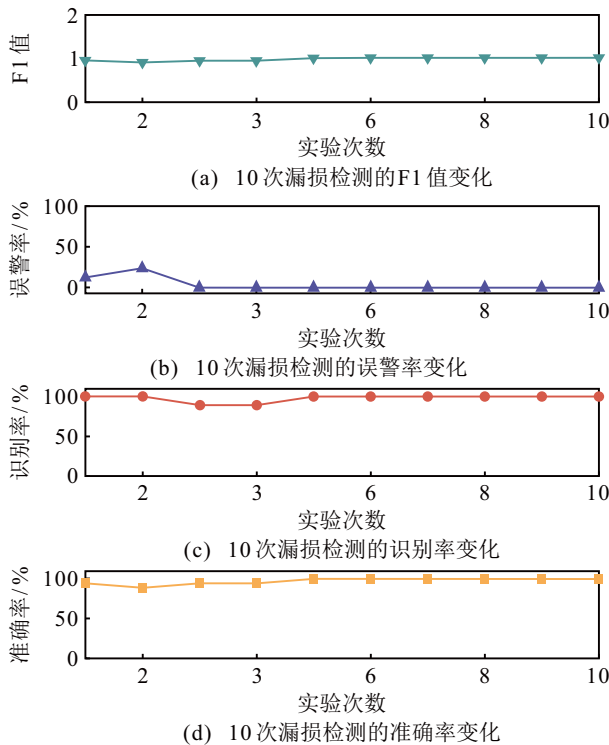 2
1
0
F1 值
2 3 6 8 10
实验次数
(a) 10 次漏损检测的F1 值变化
100
50
0
误警率/%
2 3 6 8 10
实验次数
(b) 10 次漏损检测的误警率变化
100
50
0
识别率/%
2 3 6 8 10
实验次数
(c) 10 次漏损检测的识别率变化
100
50
0
准确率/%
2 3 6 8 10
实验次数
(d) 10 次漏损检测的准确率变化